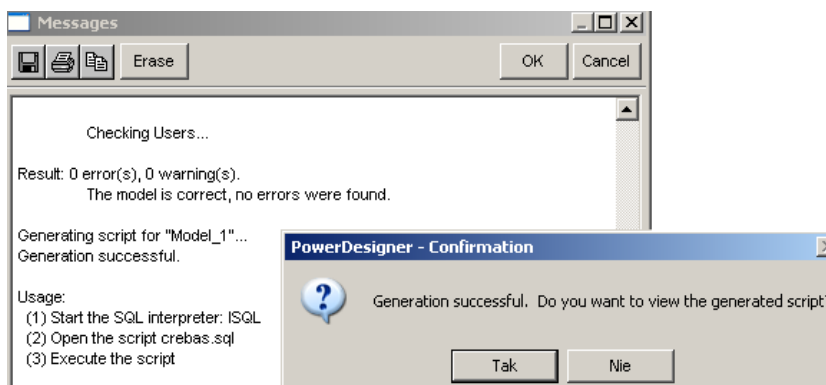 Messages
Erase
OK
Cancel
Checking Users...
Result: 0 error(s), 0 warning(s).
The model is correct, no errors were found.
Generating script for "Model_1"...
Generation successful.
Usage:
(1) Start the SQL interpreter: ISQL
(2) Open the script crebas.sql
(3) Execute the script
PowerDesigner - Confirmation
Generation successful. Do you want to view the generated script?
Tak
Nie